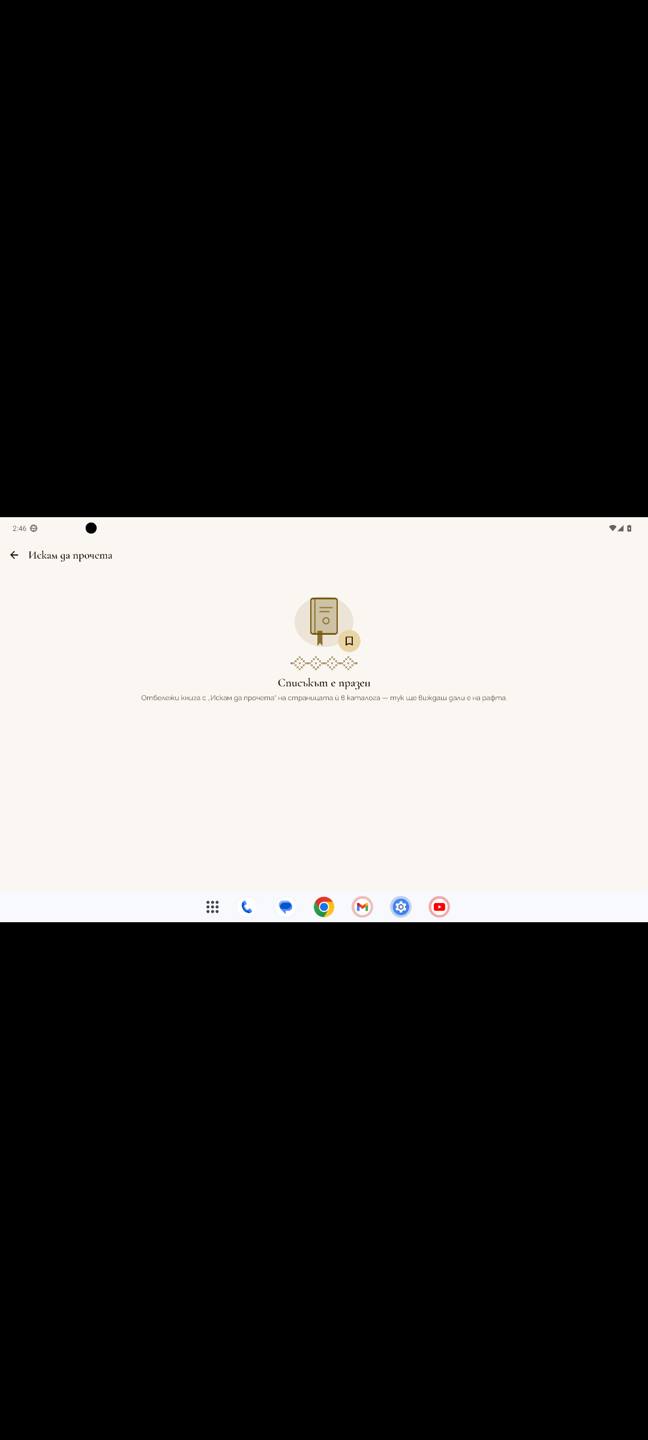 2:46
Искам да прочета
Списъкът е празен
Отбележи книга с „Искам да прочета“ на страницата ѝ в каталога — тук ще виждаш дали е на рафта.